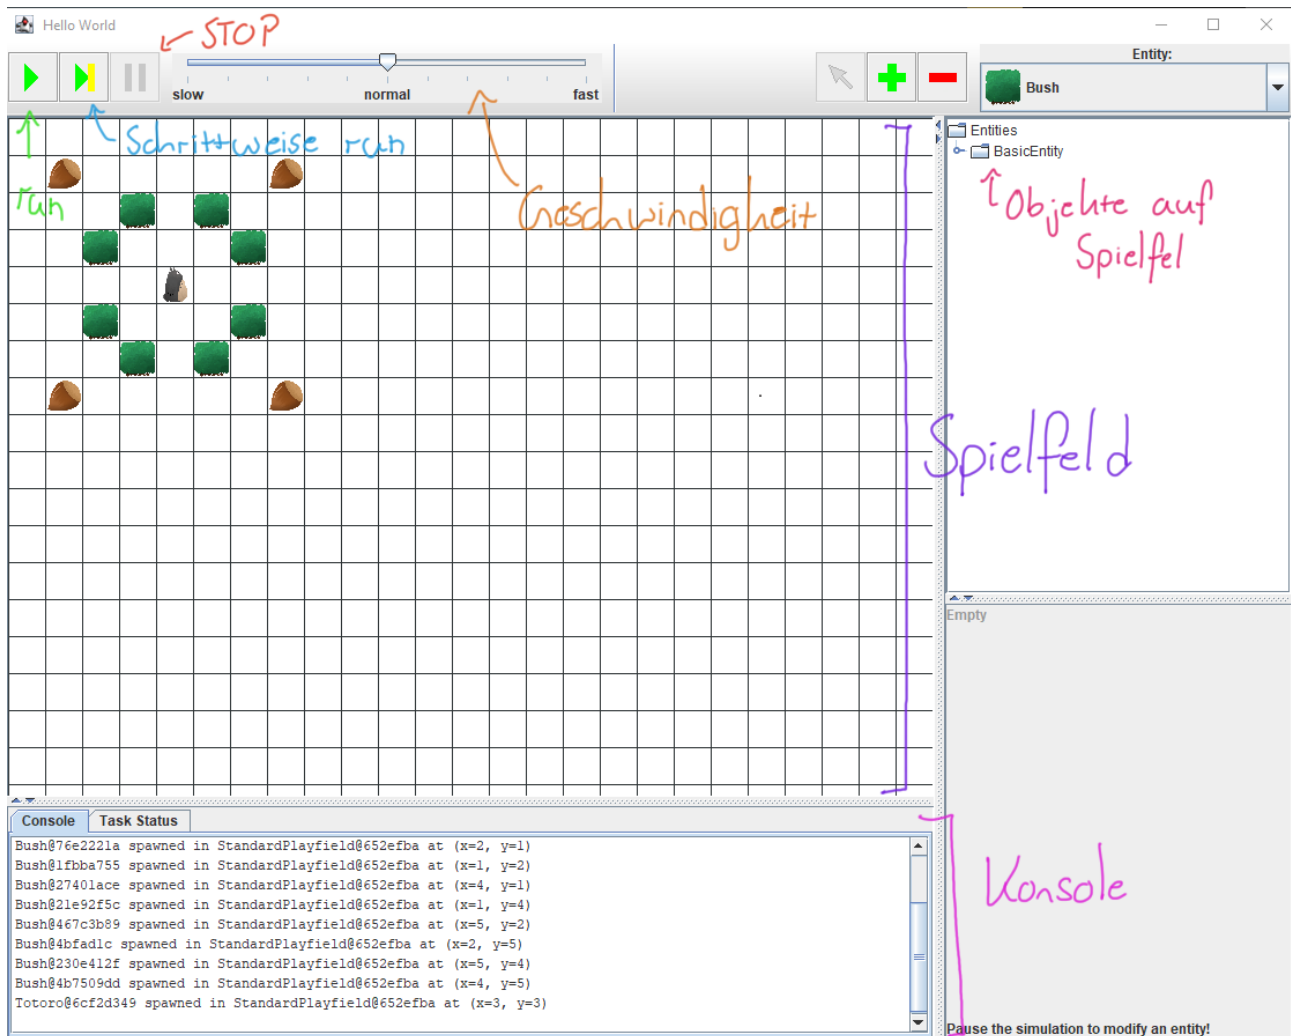 Hello World
STOP
Entity:
Bush
slow normal fast
Schrittweise run
run
Geschwindigkeit
Entities
BasicEntity
Objekte auf
Spielfel
Spielfeld
Empty
Console Task Status
Bush@76e2221a spawned in StandardPlayfield@652efba at (x=2, y=1)
Bush@1fbba755 spawned in StandardPlayfield@652efba at (x=1, y=2)
Bush@27401ace spawned in StandardPlayfield@652efba at (x=4, y=1)
Bush@21e92f5c spawned in StandardPlayfield@652efba at (x=1, y=4)
Bush@467c3b89 spawned in StandardPlayfield@652efba at (x=5, y=2)
Bush@4bfad1c spawned in StandardPlayfield@652efba at (x=2, y=5)
Bush@230e412f spawned in StandardPlayfield@652efba at (x=5, y=4)
Bush@4b7509dd spawned in StandardPlayfield@652efba at (x=4, y=5)
Totoro@6cf2d349 spawned in StandardPlayfield@652efba at (x=3, y=3)
Konsole
Pause the simulation to modify an entity!